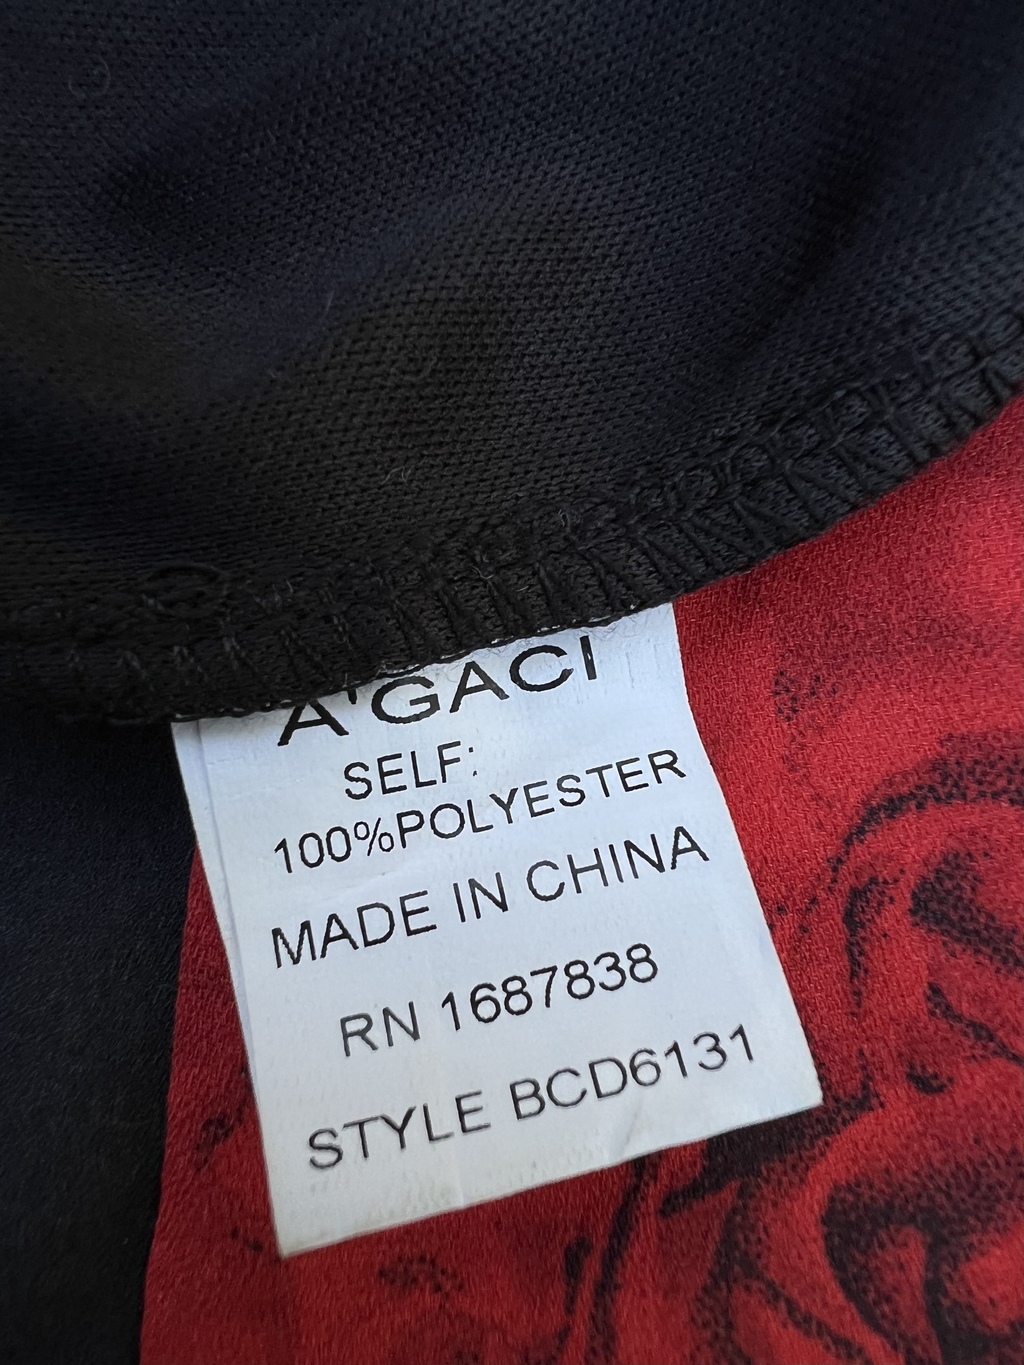 A'GACI
SELF:
100%POLYESTER
MADE IN CHINA
RN 1687838
STYLE BCD6131